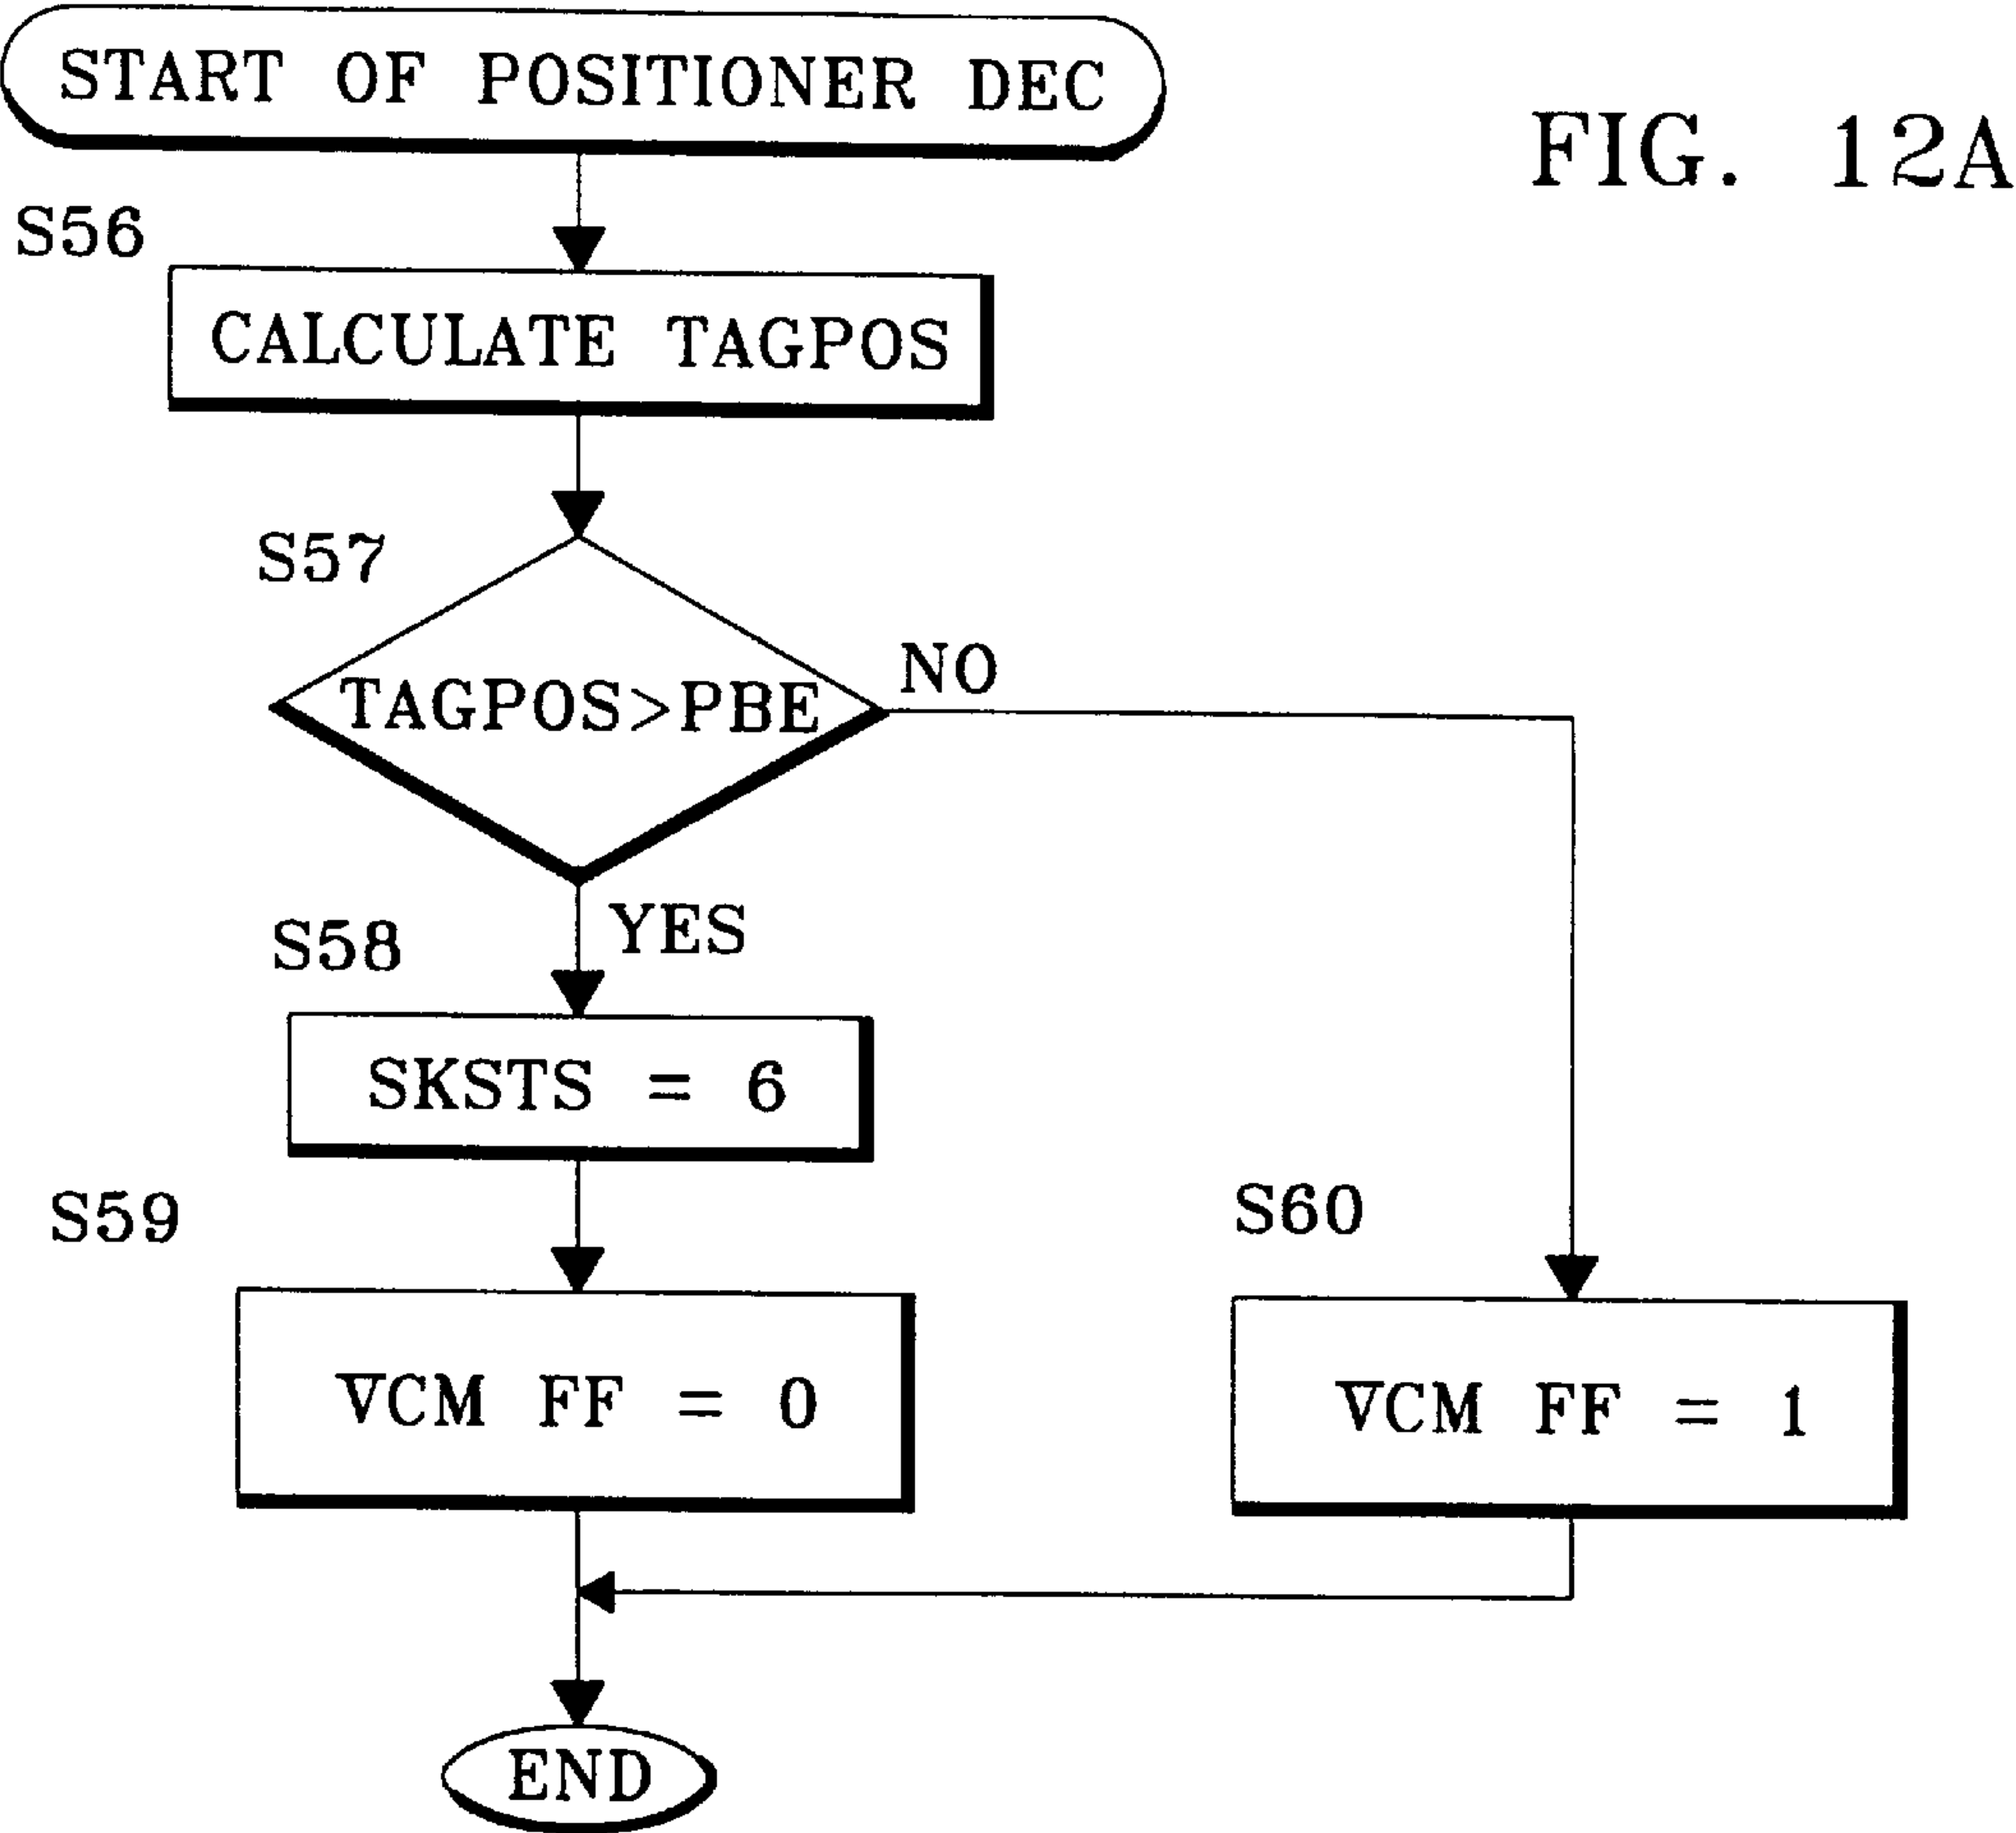 START OF POSITIONER DEC
FIG. 12A
S56
CALCULATE TAGPOS
S57
TAGPOS>PBE
NO
YES
S58
SKSTS = 6
S59
VCM FF = 0
S60
VCM FF = 1
END